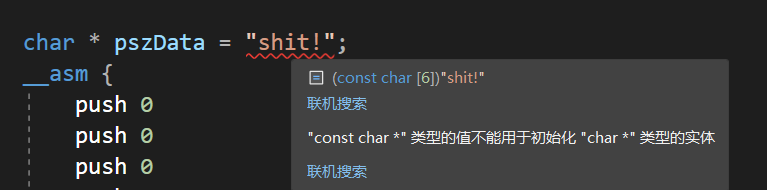 char * pszData = "shit!";
__asm {
push 0
(const char [6])"shit!"
联机搜索
push 0
"const char *" 类型的值不能用于初始化 "char *" 类型的实体
push 0
联机搜索